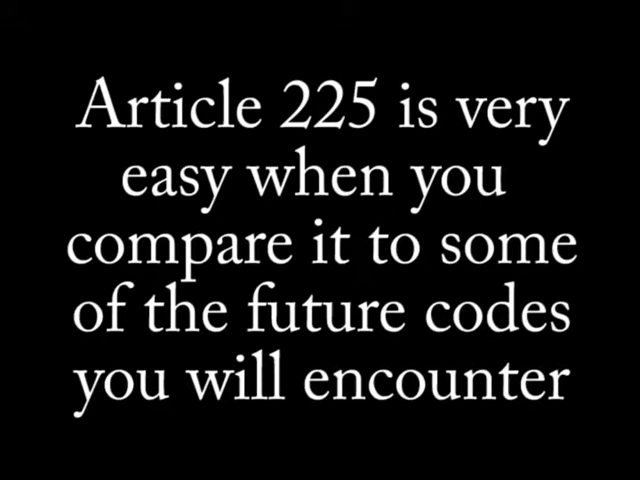 Article 225 is very
easy when you
compare it to some
of the future codes
you will encounter